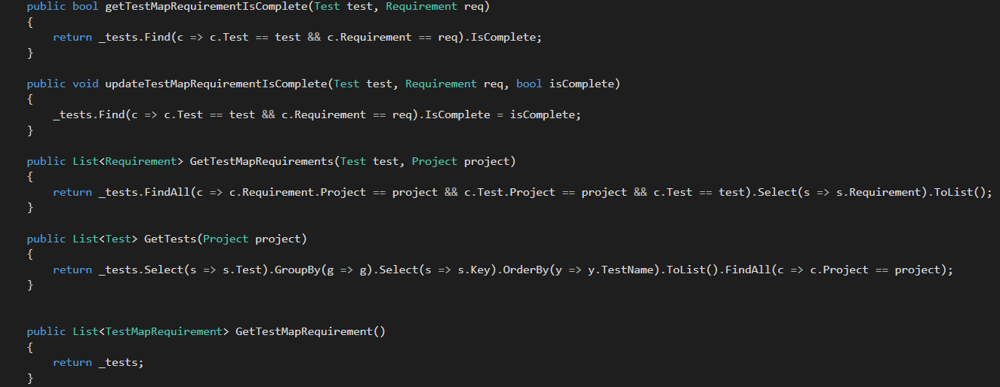 public bool getTestMapRequirementIsComplete(Test test, Requirement req)
{
    return _tests.Find(c => c.Test == test && c.Requirement == req).IsComplete;
}
public void updateTestMapRequirementIsComplete(Test test, Requirement req, bool isComplete)
{
    _tests.Find(c => c.Test == test && c.Requirement == req).IsComplete = isComplete;
}
public List<Requirement> GetTestMapRequirements(Test test, Project project)
{
    return _tests.FindAll(c => c.Requirement.Project == project && c.Test.Project == project && c.Test == test).Select(s => s.Requirement).ToList();
}
public List<Test> GetTests(Project project)
{
    return _tests.Select(s => s.Test).GroupBy(g => g).Select(s => s.Key).OrderBy(y => y.TestName).ToList().FindAll(c => c.Project == project);
}
public List<TestMapRequirement> GetTestMapRequirement()
{
    return _tests;
}